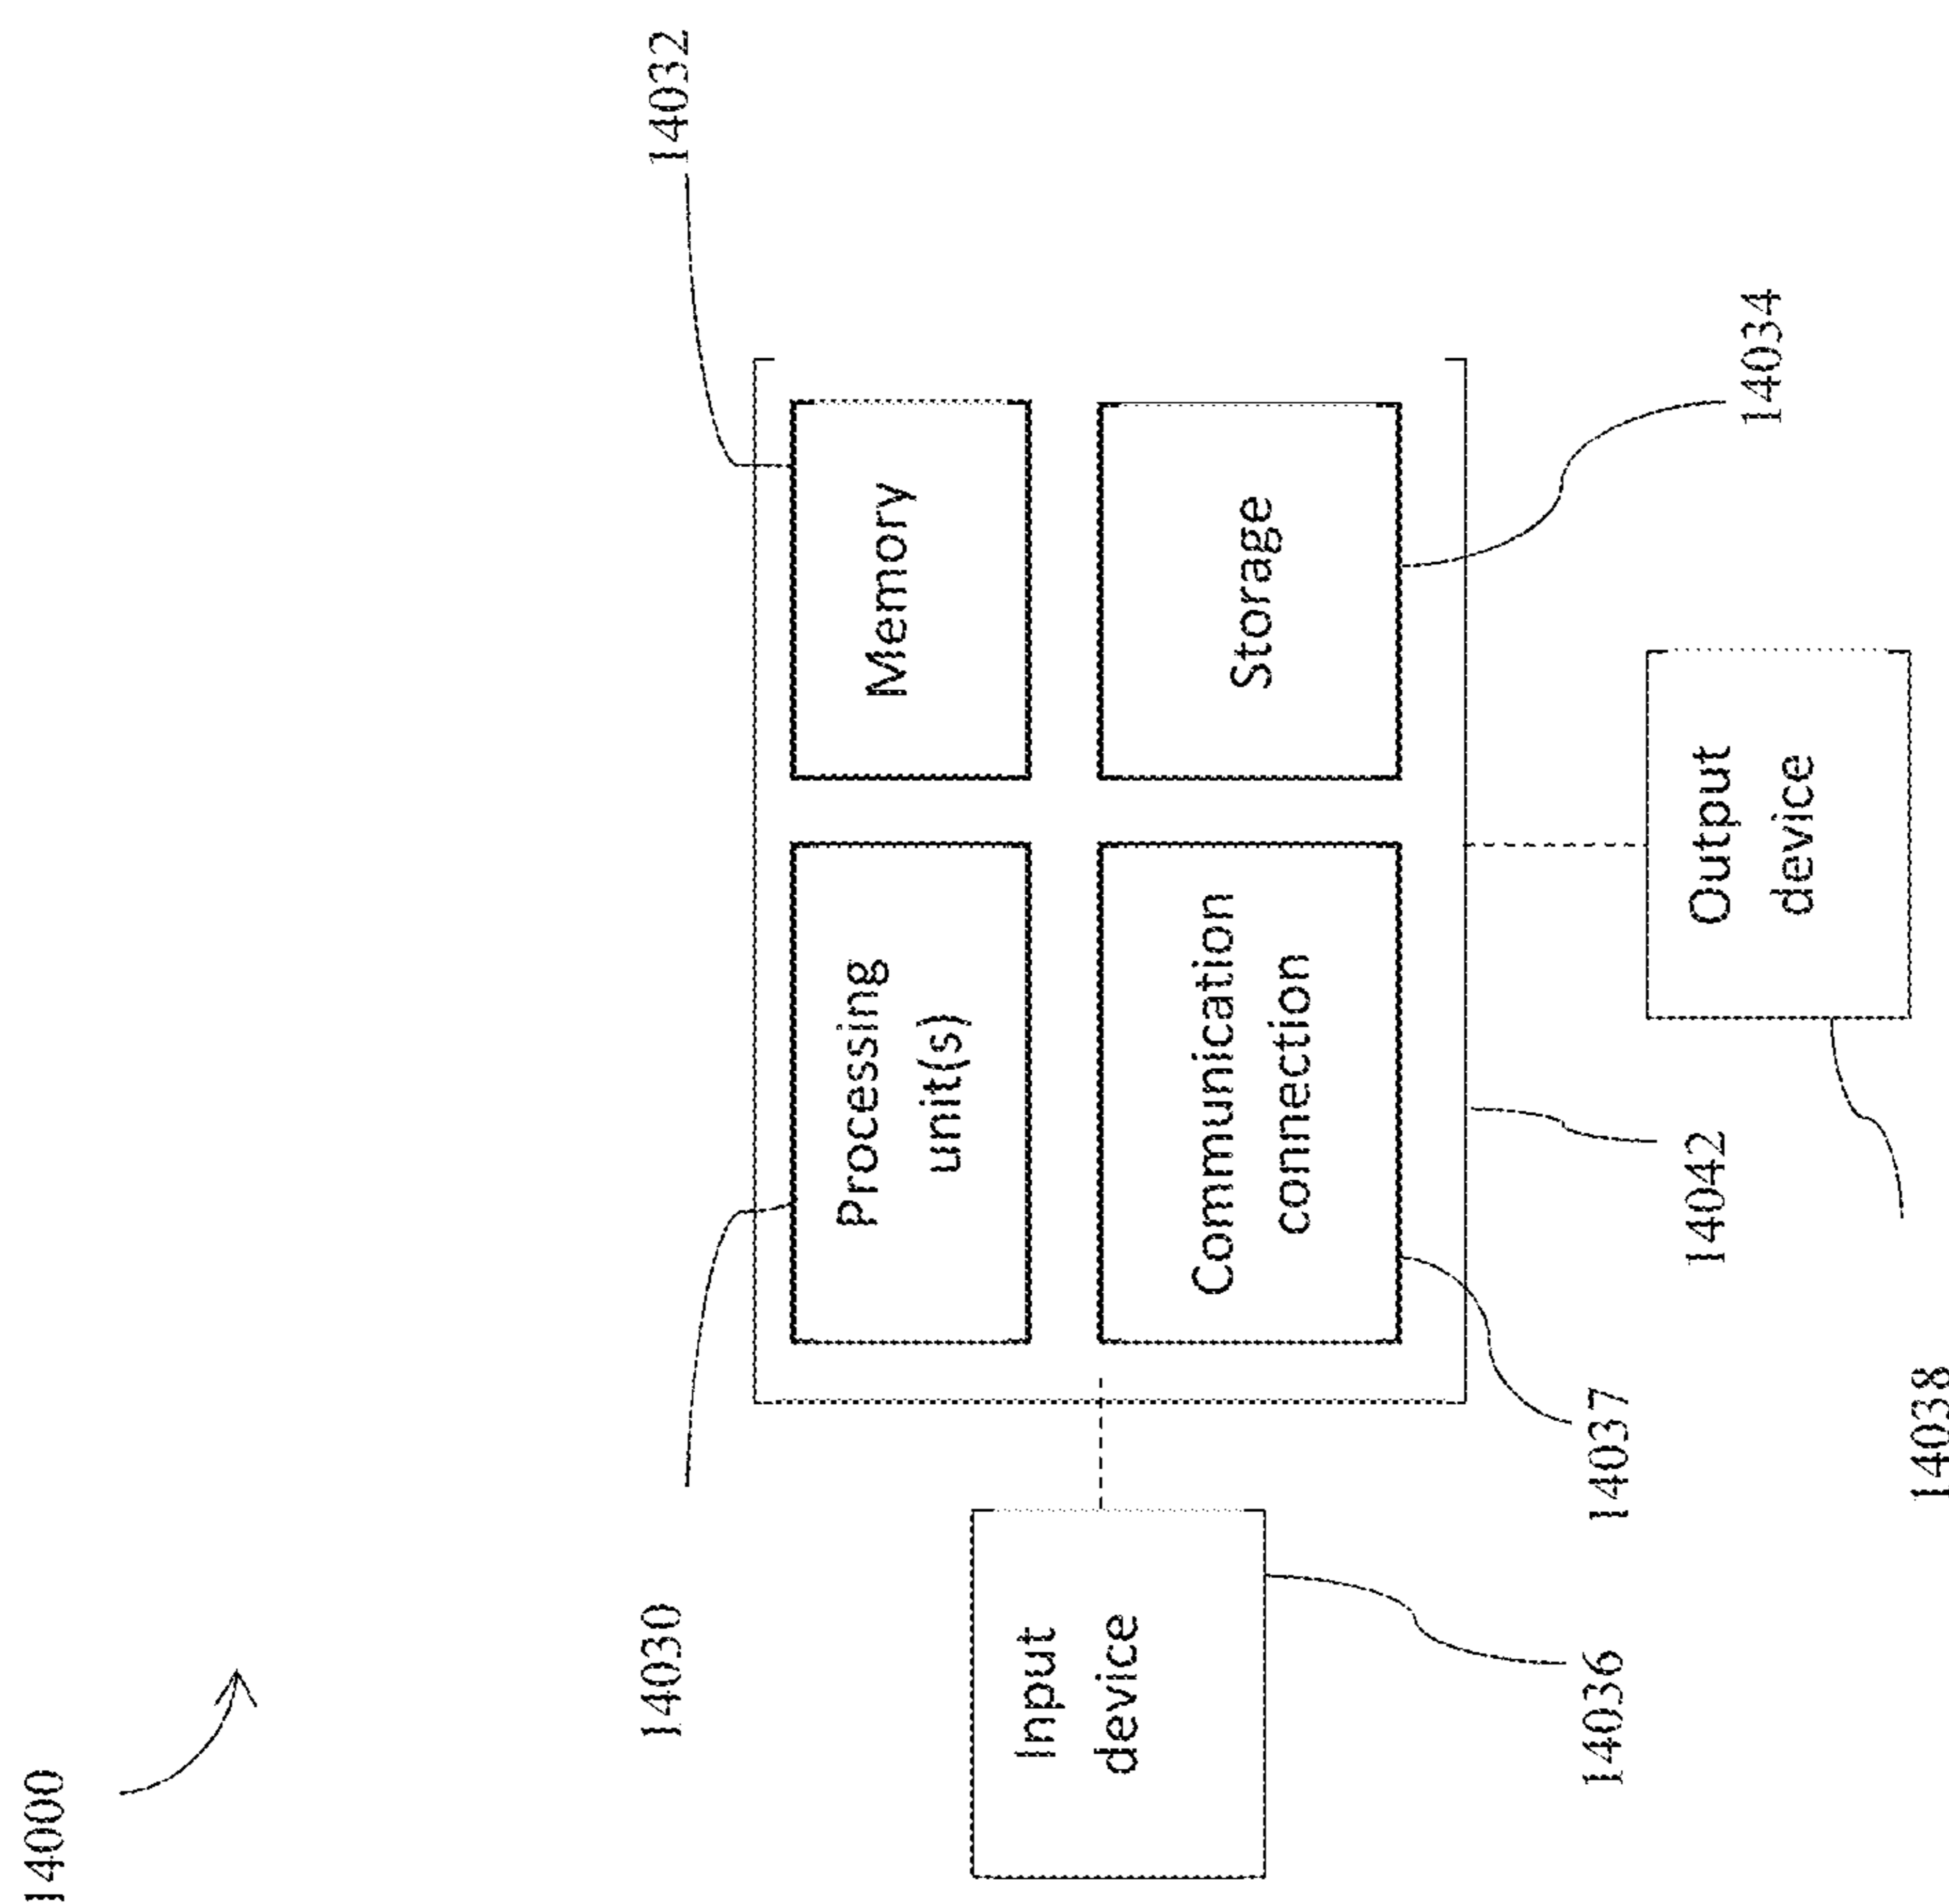 14000
14030
14032
Processing
unit(s)
Memory
Input
device
Communication
connection
Storage
14036
14037
14042
14034
Output
device
14038